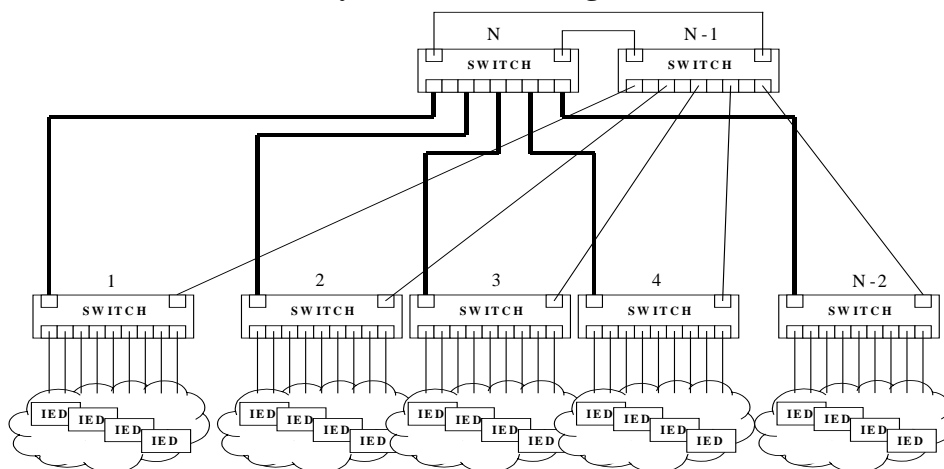 N N-1
SWITCH SWITCH
1 2 3 4 N-2
SWITCH SWITCH SWITCH SWITCH SWITCH
IED IED IED IED IED
IED IED IED IED IED
IED IED IED IED IED
IED IED IED IED IED